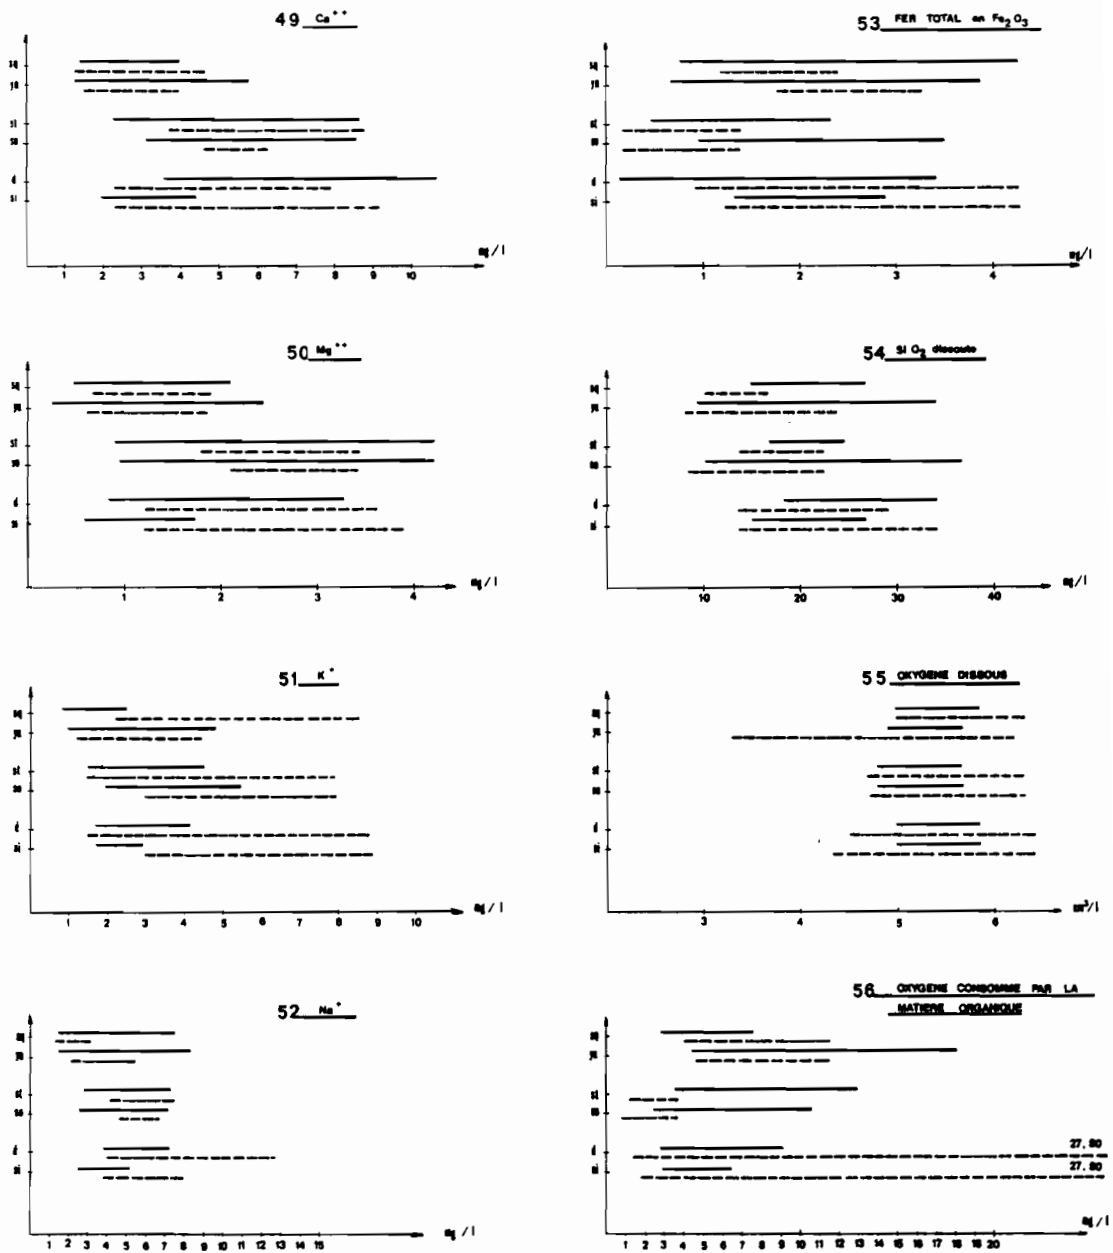 49 Ca++
mg/l
1 2 3 4 5 6 7 8 9 10
53 FER TOTAL en Fe2O3
mg/l
1 2 3 4
50 Mg++
mg/l
1 2 3 4
54 SiO2 dissoute
mg/l
10 20 30 40
51 K+
mg/l
1 2 3 4 5 6 7 8 9 10
55 OXYGENE DISSOUS
cm3/l
3 4 5 6
52 Na+
mg/l
1 2 3 4 5 6 7 8 9 10 11 12 13 14 15
56 OXYGENE CONSOMME PAR LA
MATIERE ORGANIQUE
27.80
27.80
mg/l
1 2 3 4 5 6 7 8 9 10 11 12 13 14 15 16 17 18 19 20